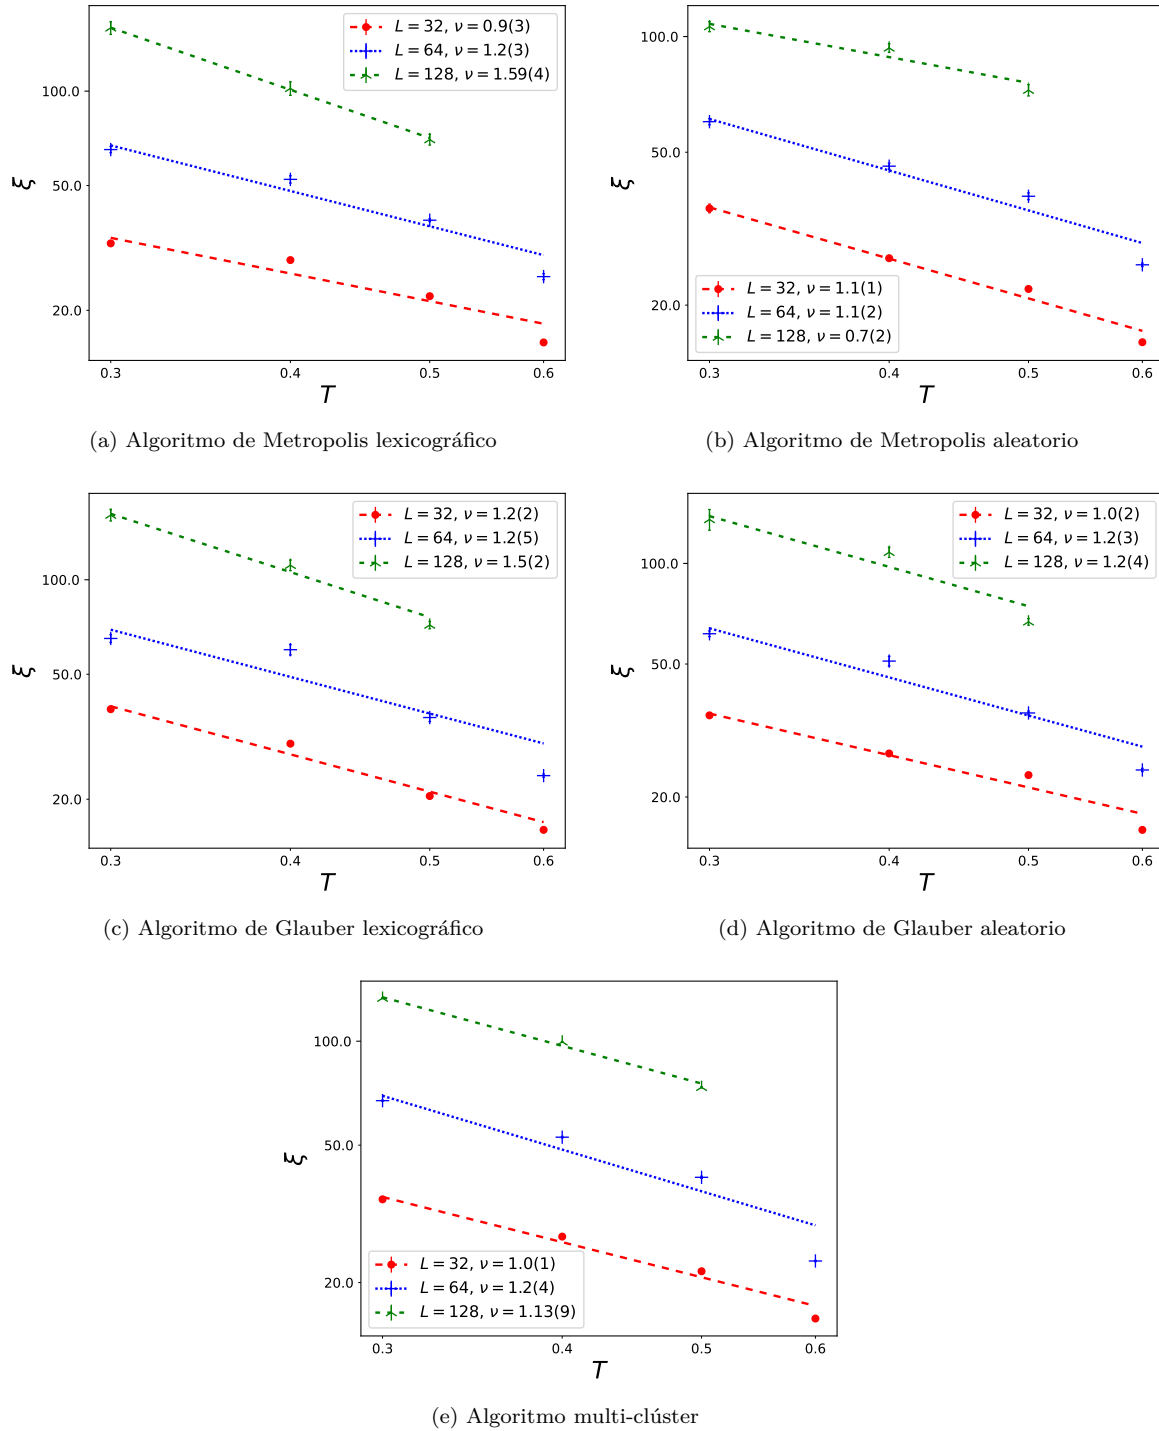 L = 32, ν = 0.9(3)
L = 64, ν = 1.2(3)
L = 128, ν = 1.59(4)
100.0
50.0
20.0
ξ
0.3 0.4 0.5 0.6
T
(a) Algoritmo de Metropolis lexicográfico
100.0
50.0
20.0
ξ
L = 32, ν = 1.1(1)
L = 64, ν = 1.1(2)
L = 128, ν = 0.7(2)
0.3 0.4 0.5 0.6
T
(b) Algoritmo de Metropolis aleatorio
L = 32, ν = 1.2(2)
L = 64, ν = 1.2(5)
L = 128, ν = 1.5(2)
100.0
50.0
20.0
ξ
0.3 0.4 0.5 0.6
T
(c) Algoritmo de Glauber lexicográfico
L = 32, ν = 1.0(2)
L = 64, ν = 1.2(3)
L = 128, ν = 1.2(4)
100.0
50.0
20.0
ξ
0.3 0.4 0.5 0.6
T
(d) Algoritmo de Glauber aleatorio
100.0
50.0
20.0
ξ
L = 32, ν = 1.0(1)
L = 64, ν = 1.2(4)
L = 128, ν = 1.13(9)
0.3 0.4 0.5 0.6
T
(e) Algoritmo multi-clúster